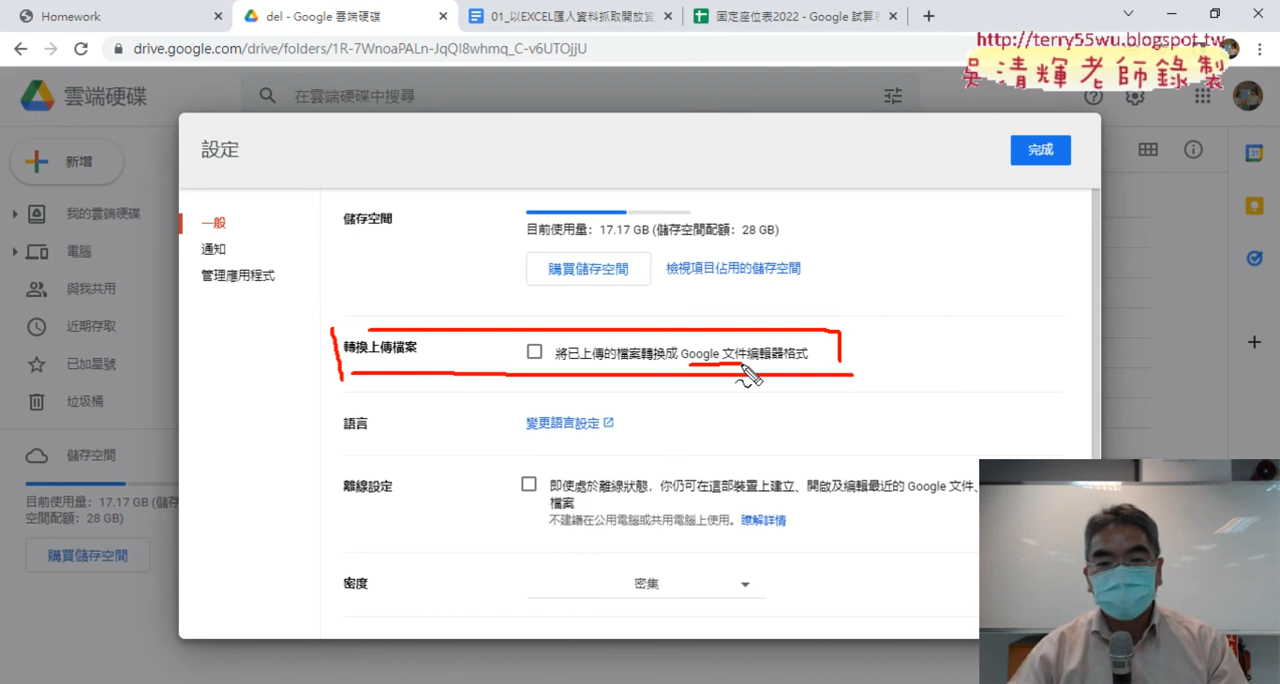 Homework
del - Google 雲端硬碟
01_以EXCEL匯入資料抓取開放資
固定座位表2022 - Google 試算
drive.google.com/drive/folders/1R-7WnoaPALn-JqQI8whmq_C-v6UTOjjU
http://terry55wu.blogspot.tw
吳清輝老師錄製
雲端硬碟
在雲端硬碟中搜尋
新增
我的雲端硬碟
電腦
與我共用
近期存取
已加星號
垃圾桶
儲存空間
目前使用量：17.17 GB (儲存
空間配額：28 GB)
購買儲存空間
設定
完成
一般
通知
管理應用程式
儲存空間
目前使用量：17.17 GB (儲存空間配額：28 GB)
購買儲存空間
檢視項目佔用的儲存空間
轉換上傳檔案
將已上傳的檔案轉換成 Google 文件編輯器格式
語言
變更語言設定
離線設定
即使處於離線狀態，你仍可在這部裝置上建立、開啟及編輯最近的 Google 文件、
檔案
不建議在公用電腦或共用電腦上使用。瞭解詳情
密度
密集
31